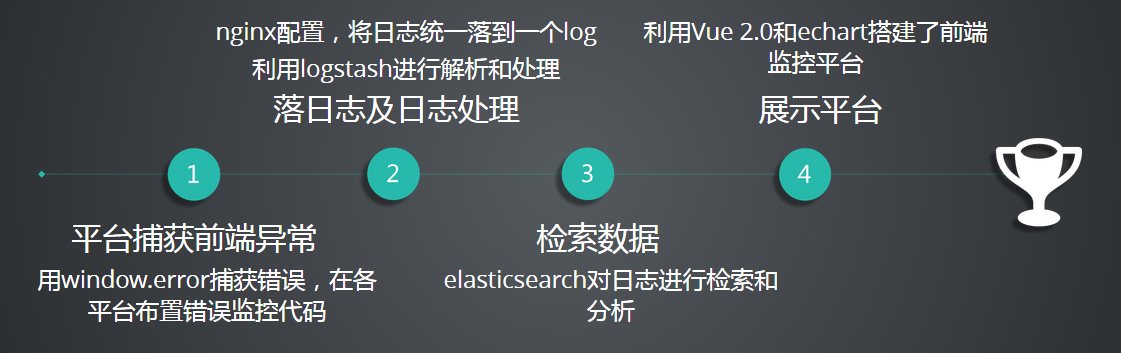 nginx配置，将日志统一落到一个log
利用logstash进行解析和处理
落日志及日志处理
利用Vue 2.0和echart搭建了前端
监控平台
展示平台
1
2
3
4
平台捕获前端异常
用window.error捕获错误，在各
平台布置错误监控代码
检索数据
elasticsearch对日志进行检索和
分析